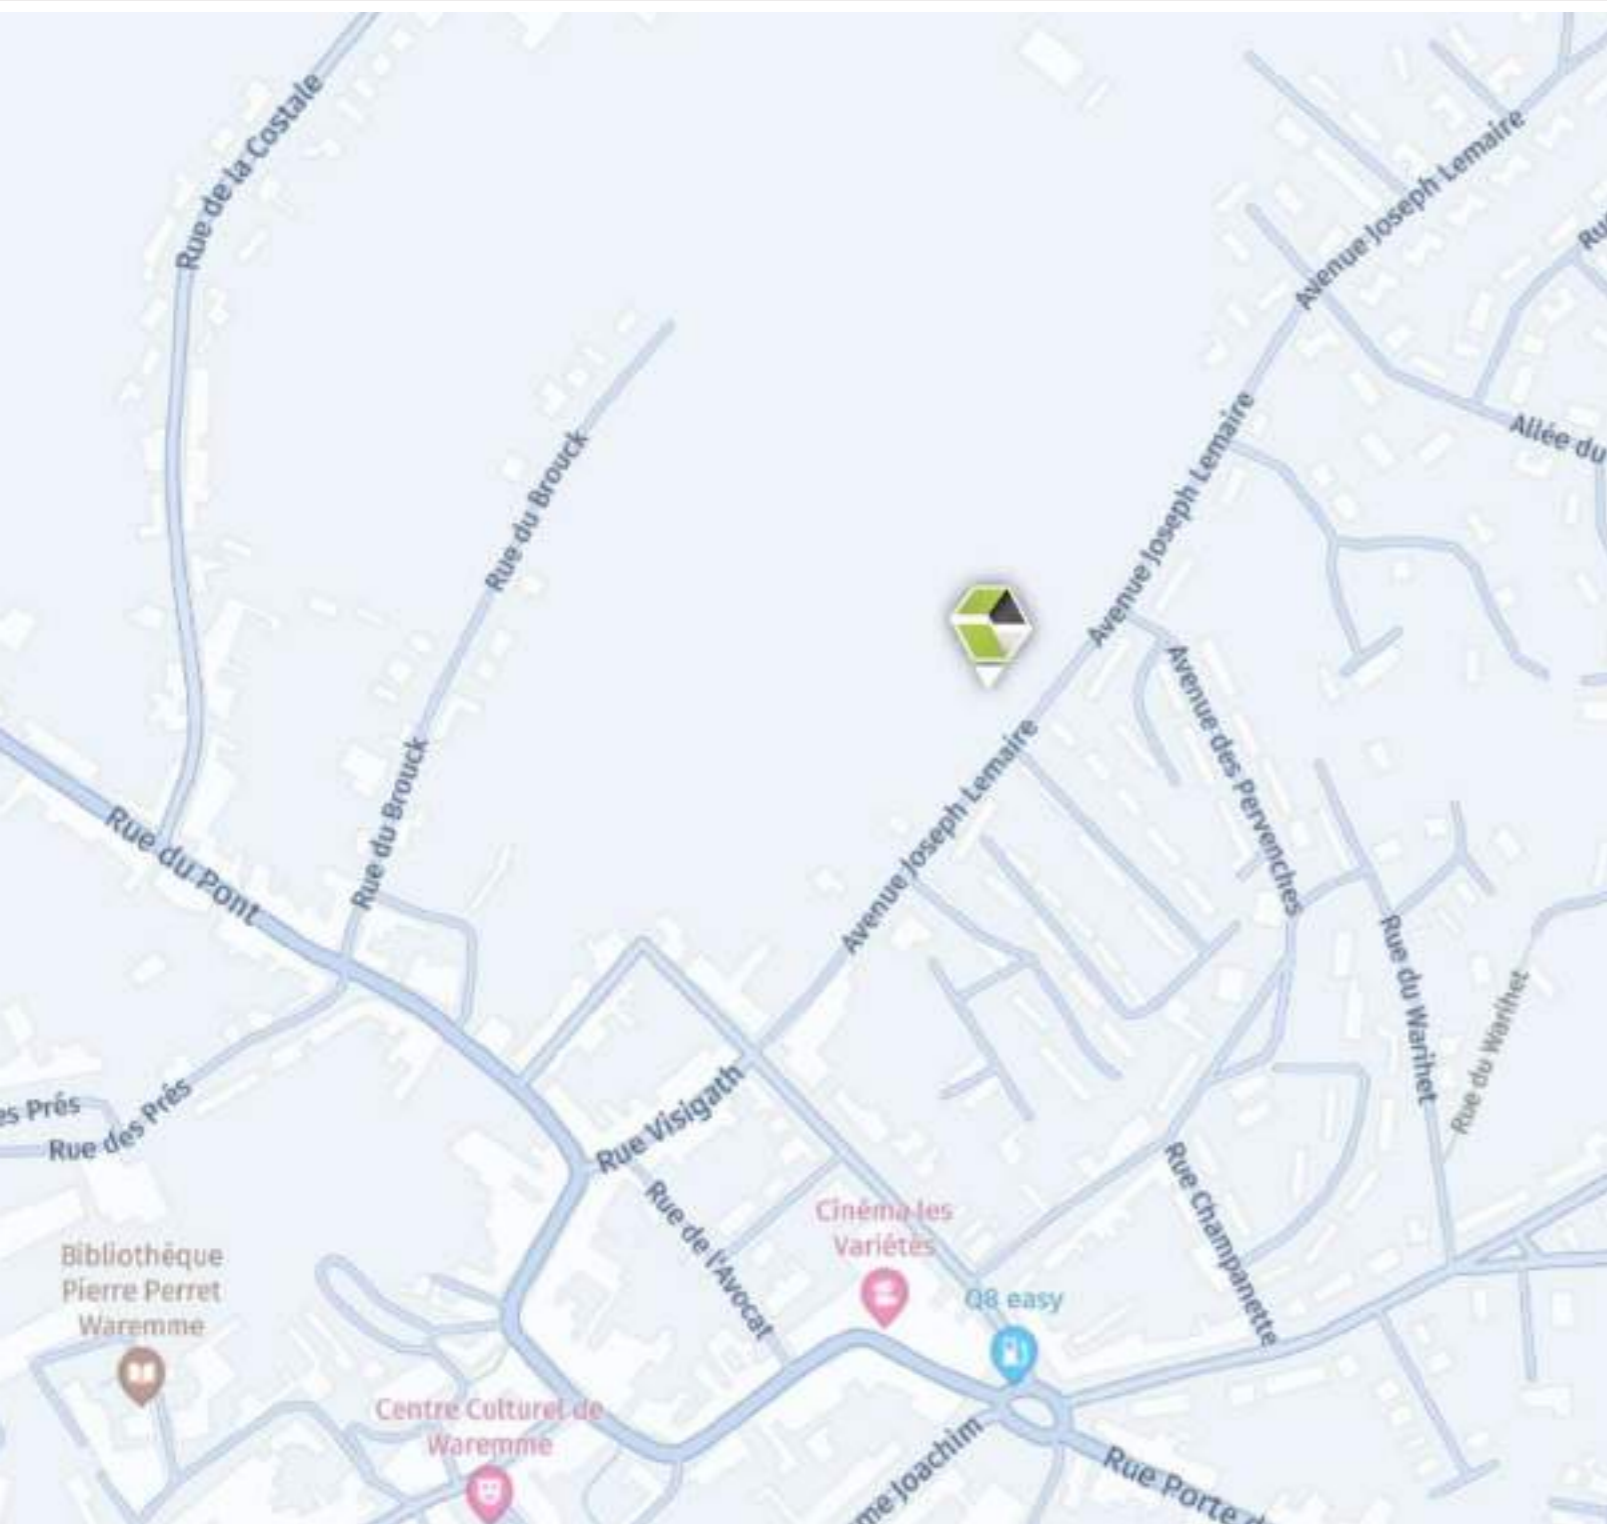 Rue de la Costale
Avenue Joseph Lemaire
Avenue Joseph Lemaire
Allée du
Rue du Brouck
Avenue Joseph Lemaire
Avenue des Pervenches
Rue du Brouck
Avenue Joseph Lemaire
Rue du Pont
Rue du Warihet
Rue du Warihet
es Prés
Rue des Prés
Rue Visigath
Rue de l'Avocat
Rue Champanette
Cinéma les
Variétés
Bibliothèque
Pierre Perret
Waremme
Q8 easy
Centre Culturel de
Waremme
me Joachim
Rue Porte d